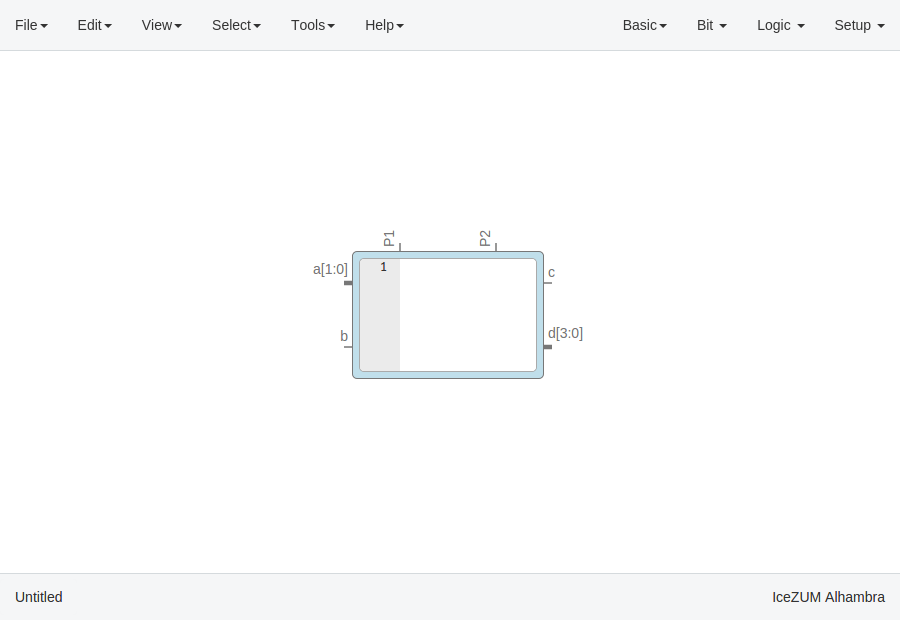 File Edit View Select Tools Help Basic Bit Logic Setup
P1 P2
a[1:0] 1 c
b d[3:0]
Untitled IceZUM Alhambra